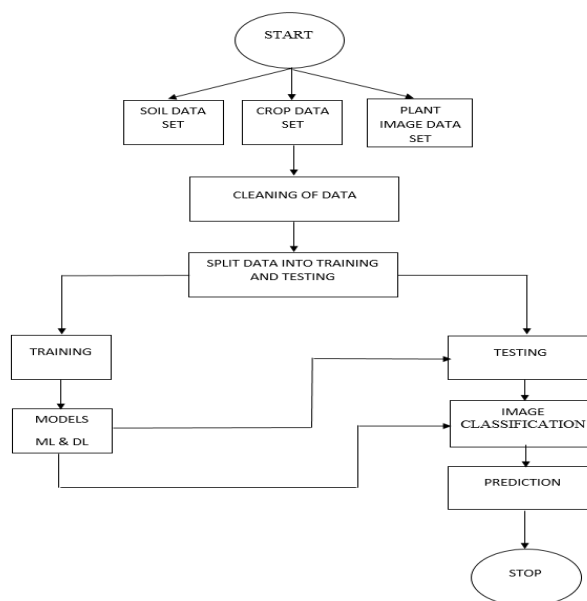 START
SOIL DATA
SET
CROP DATA
SET
PLANT
IMAGE DATA
SET
CLEANING OF DATA
SPLIT DATA INTO TRAINING
AND TESTING
TRAINING
TESTING
MODELS
ML & DL
IMAGE
CLASSIFICATION
PREDICTION
STOP